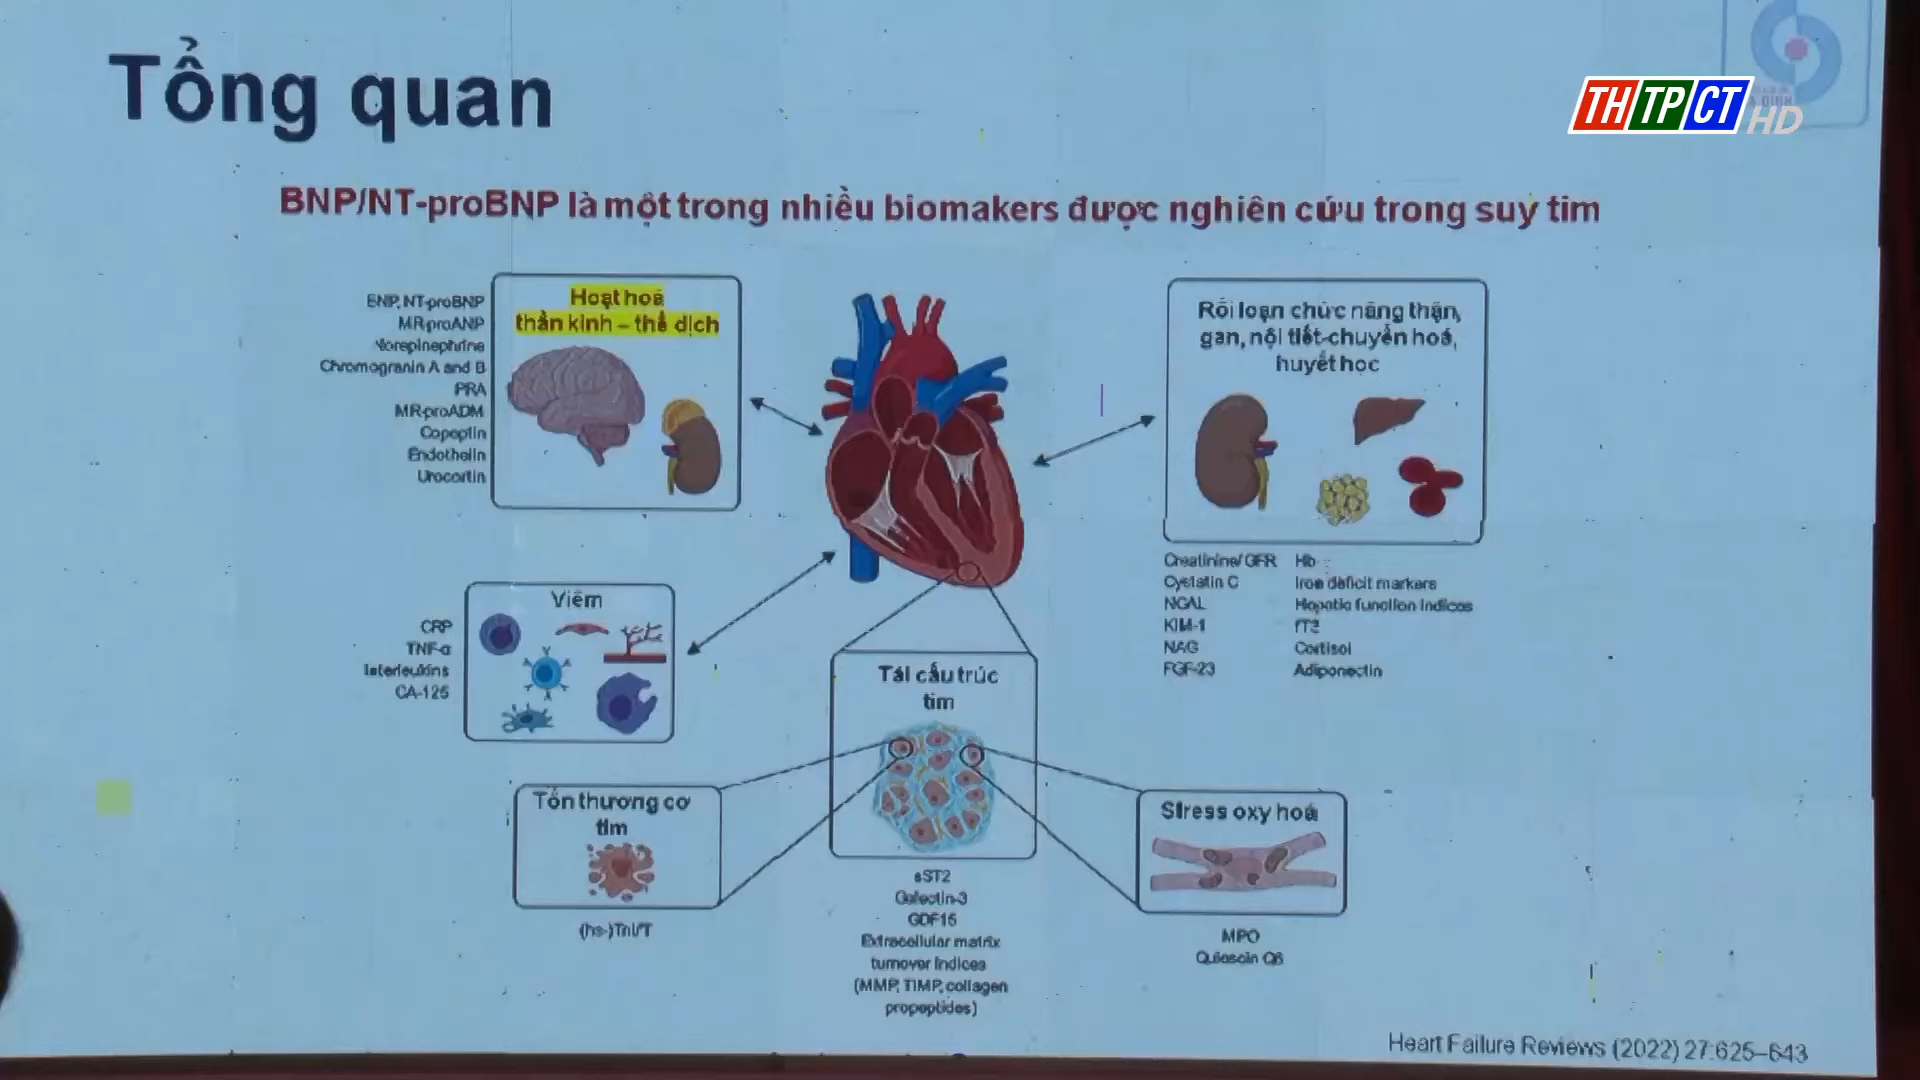 Tổng quan
THTPCT HD
BNP/NT-proBNP là một trong nhiều biomakers được nghiên cứu trong suy tim
BNP, NT-proBNP
MR-proANP
Norepinephrine
Chromogranin A and B
PRA
MR-proADM
Copeptin
Endothelin
Urocortin
Hoạt hoá
thần kinh – thể dịch
Rối loạn chức năng thận,
gan, nội tiết-chuyển hoá,
huyết học
Creatinine/ GFR
Cystatin C
NGAL
KIM-1
NAG
FGF-23
Hb
Iron deficit markers
Hepatic function indices
fT3
Cortisol
Adiponectin
Viêm
CRP
TNF-α
Interleukins
CA-125
Tái cấu trúc
tim
Tổn thương cơ
tim
(hs-)TnI/T
sST2
Galectin-3
GDF15
Extracellular matrix
turnover indices
(MMP, TIMP, collagen
propeptides)
Stress oxy hoá
MPO
Heart Failure Reviews (2022) 27:625–643